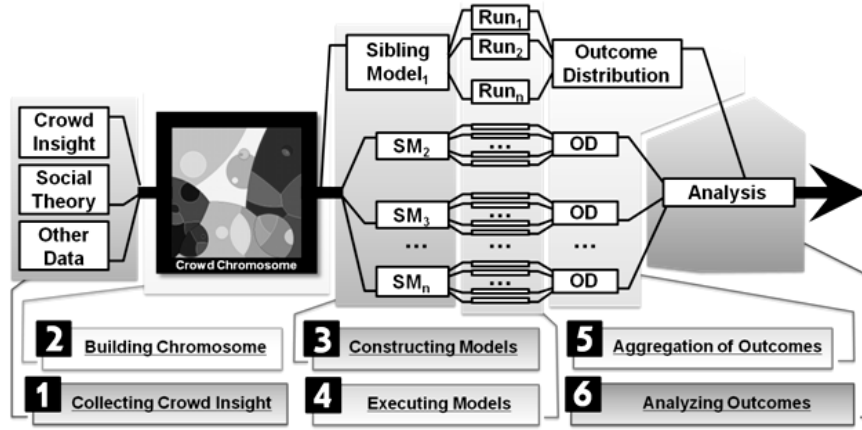 Crowd
Insight
Social
Theory
Other
Data
Crowd Chromosome
Sibling
Model₁
Run₁
Run₂
Runₙ
Outcome
Distribution
SM₂
...
OD
SM₃
...
OD
...
...
...
SMₙ
...
OD
Analysis
2 Building Chromosome
1 Collecting Crowd Insight
3 Constructing Models
4 Executing Models
5 Aggregation of Outcomes
6 Analyzing Outcomes